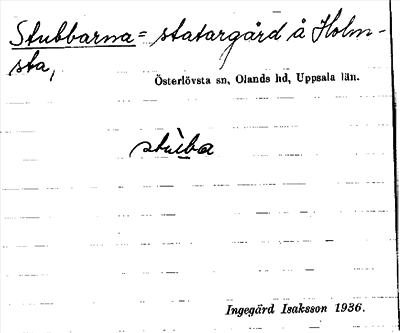 Stubbarna = statargård å Holm-
sta,
Österlövsta sn, Olands hd, Uppsala län.
stùba
Ingegärd Isaksson 1936.